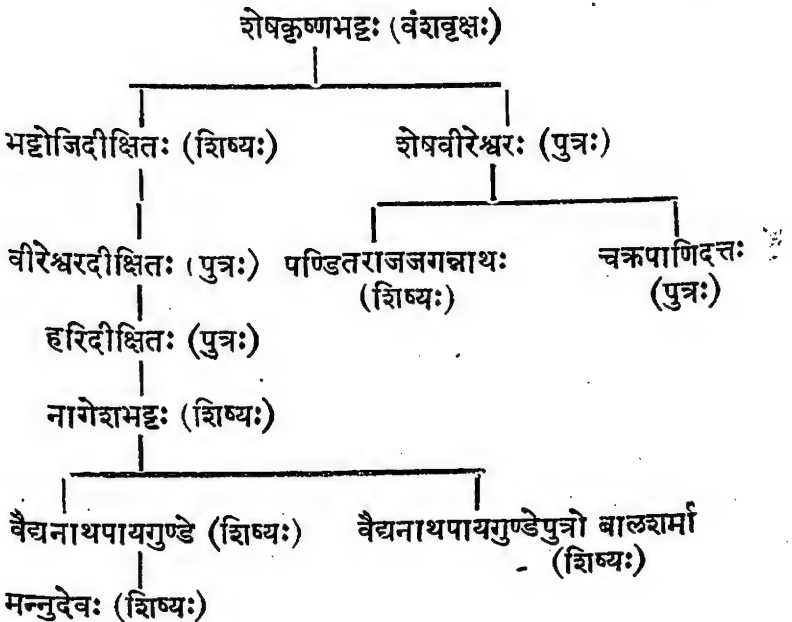 शेषकृष्णभट्टः (वंशवृक्षः)
भट्टोजिदीक्षितः (शिष्यः) शेषवीरेश्वरः (पुत्रः)
वीरेश्वरदीक्षितः (पुत्रः) पण्डितराजजगन्नाथः चक्रपाणिदत्तः
(शिष्यः) (पुत्रः)
हरिदीक्षितः (पुत्रः)
नागेशभट्टः (शिष्यः)
वैद्यनाथपायगुण्डे (शिष्यः) वैद्यनाथपायगुण्डेपुत्रो बालशर्मा
(शिष्यः)
मन्नुदेवः (शिष्यः)